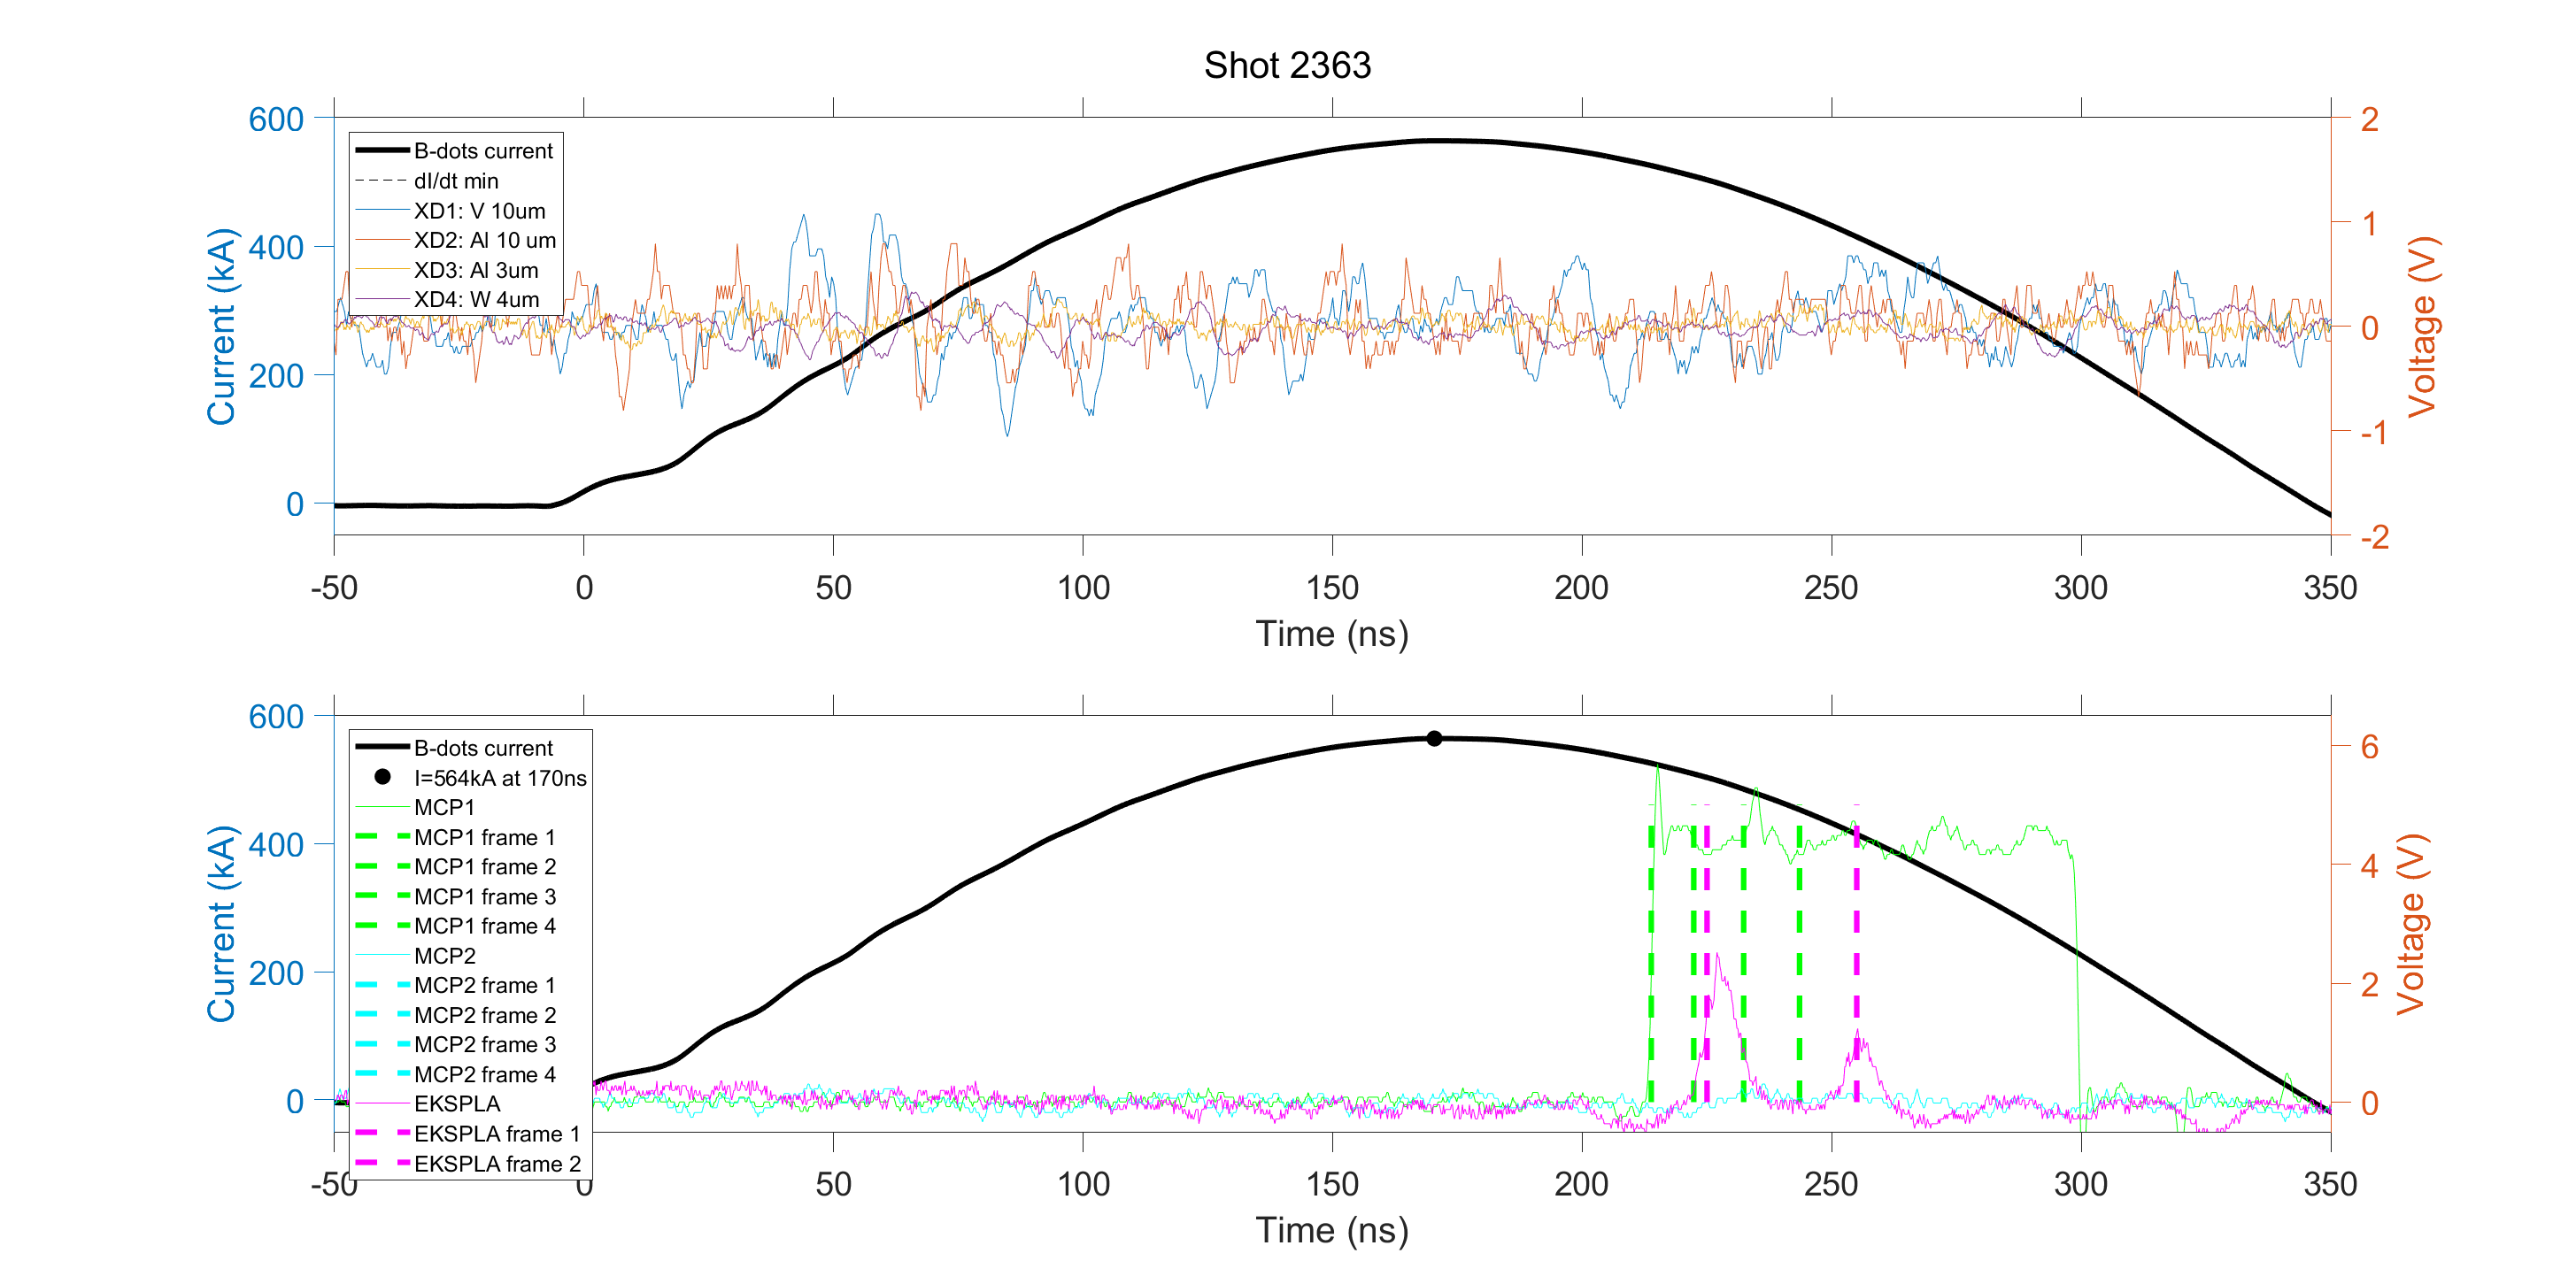 Shot 2363
600
400
200
0
Current (kA)
B-dots current
dI/dt min
XD1: V 10um
XD2: Al 10 um
XD3: Al 3um
XD4: W 4um
2
1
0
-1
-2
Voltage (V)
-50 0 50 100 150 200 250 300 350
Time (ns)
600
400
200
0
Current (kA)
B-dots current
I=564kA at 170ns
MCP1
MCP1 frame 1
MCP1 frame 2
MCP1 frame 3
MCP1 frame 4
MCP2
MCP2 frame 1
MCP2 frame 2
MCP2 frame 3
MCP2 frame 4
EKSPLA
EKSPLA frame 1
EKSPLA frame 2
6
4
2
0
Voltage (V)
-50 0 50 100 150 200 250 300 350
Time (ns)